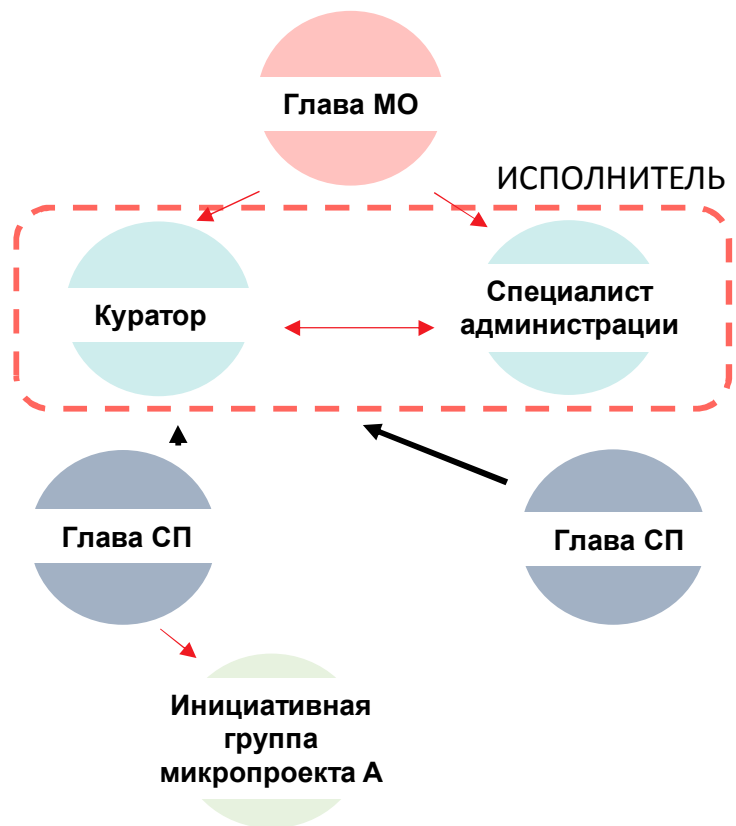 Глава МО
ИСПОЛНИТЕЛЬ
Куратор
Специалист
администрации
Глава СП
Глава СП
Инициативная
группа
микропроекта А